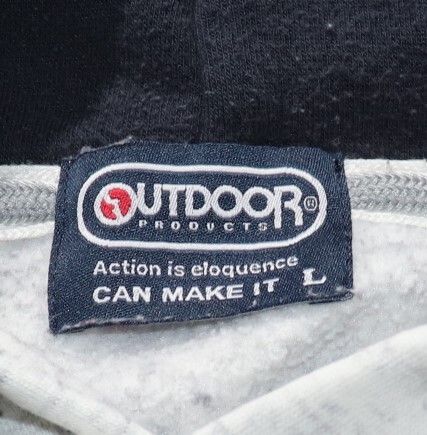 OUTDOOR®
PRODUCTS
Action is eloquence
CAN MAKE IT L